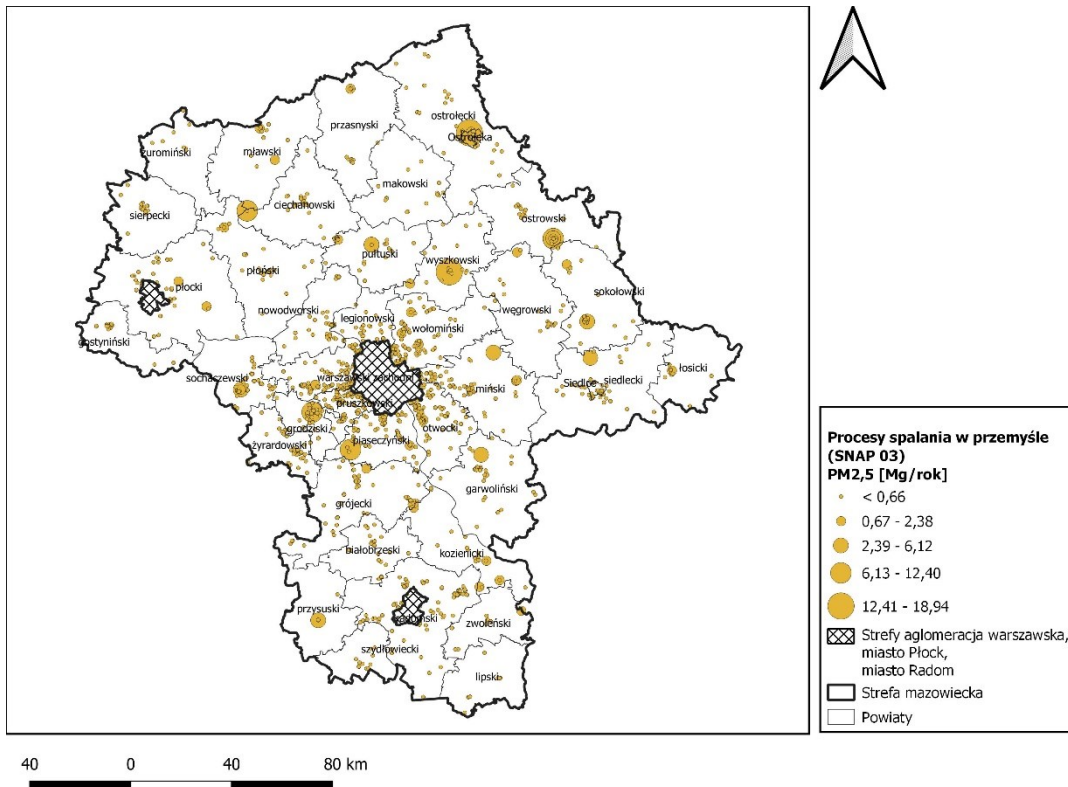 ostrołęcki
przasnyski
Ostrołęka
żuromiński
mławski
makowski
ciechanowski
sierpecki
ostrowski
pułtuski
wyszkowski
płoński
sokołowski
płocki
nowodworski
legionowski
węgrowski
wołomiński
gostyniński
łosicki
sochaczewski
warszawski zachodni
Siedlce
siedlecki
miński
pruszkowski
grodziski
otwocki
piaseczyński
żyrardowski
garwoliński
grójecki
białobrzeski
kozienicki
przysuski
radomski
zwoleński
szydłowiecki
lipski
Procesy spalania w przemyśle
(SNAP 03)
PM2,5 [Mg/rok]
< 0,66
0,67 - 2,38
2,39 - 6,12
6,13 - 12,40
12,41 - 18,94
Strefy aglomeracja warszawska,
miasto Płock,
miasto Radom
Strefa mazowiecka
Powiaty
40 0 40 80 km